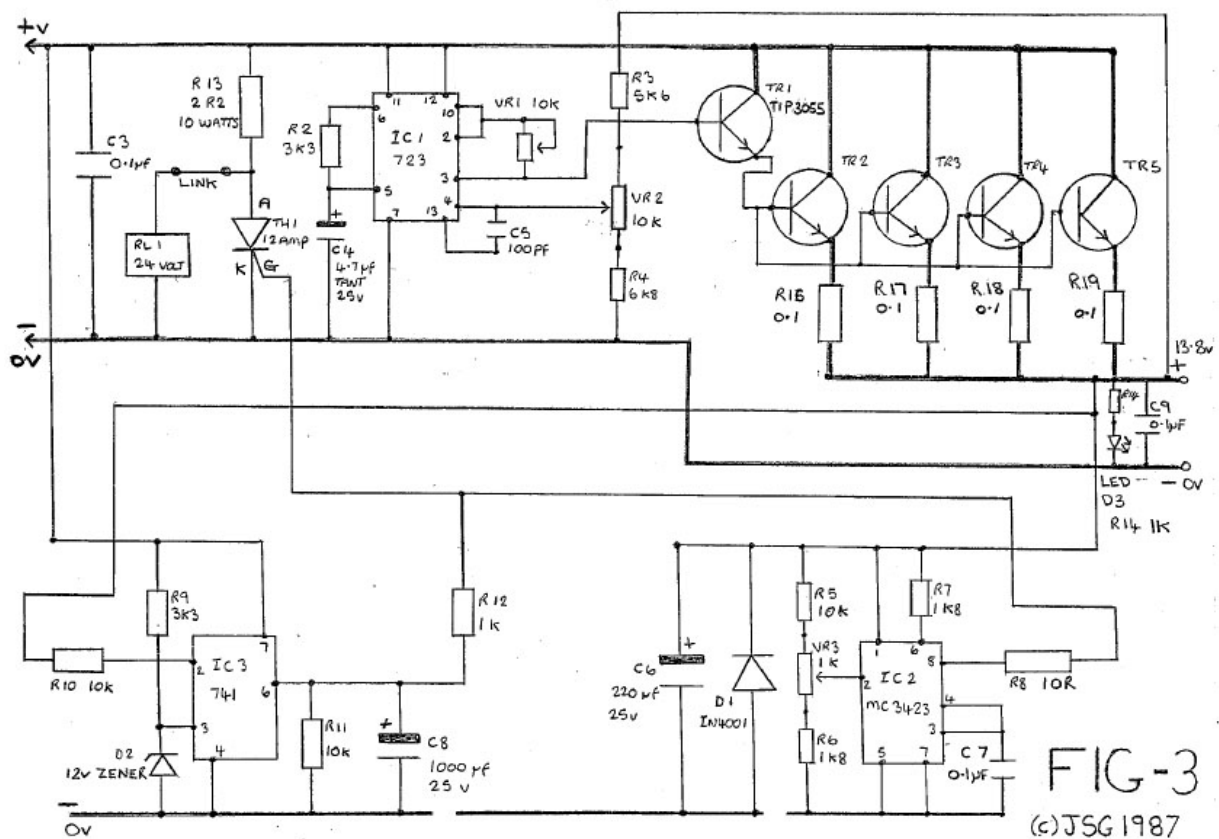 +V
R13
2R2
10 WATTS
C3
0.1µF
LINK
RL1
24 VOLT
A
TH1
12AMP
K
G
R2
3K3
+
C4
4.7µF
TANT
25V
11
12
6
10
IC1
723
2
3
5
4
7
13
VR1 10K
C5
100PF
R3
5K6
VR2
10K
R4
6K8
TR1
TIP3055
TR2
TR3
TR4
TR5
R16
0.1
R17
0.1
R18
0.1
R19
0.1
-
0V
13.8V
+
R14
C9
0.1µF
LED
D3
- 0V
R14 1K
R9
3K3
R10 10K
7
2
IC3
741
6
3
4
D2
12V ZENER
R12
1K
R11
10K
+
C8
1000µF
25V
+
C6
220µF
25V
D1
IN4001
R5
10K
VR3
1K
R6
1K8
R7
1K8
1
6
8
2
IC2
MC3423
4
3
5
7
R8 10R
C7
0.1µF
-
0V
FIG-3
(c) JSG 1987